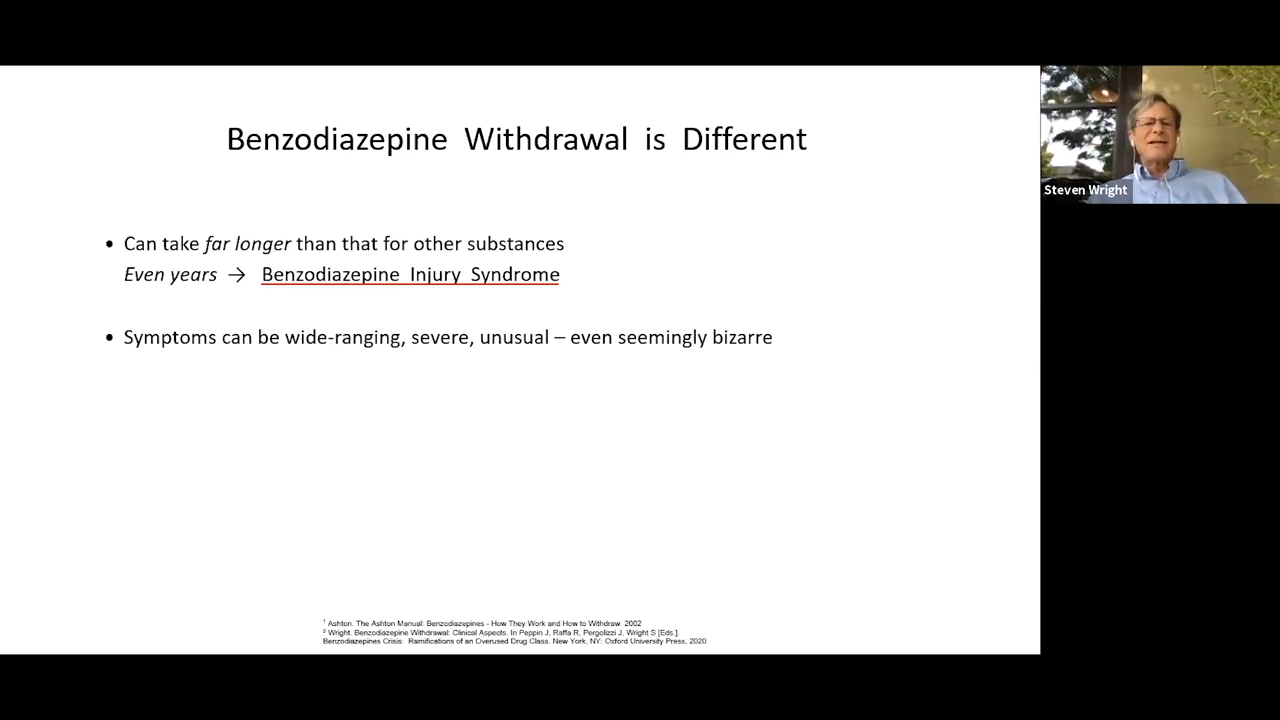 Benzodiazepine Withdrawal is Different
• Can take far longer than that for other substances
Even years → Benzodiazepine Injury Syndrome
• Symptoms can be wide-ranging, severe, unusual – even seemingly bizarre
1 Ashton. The Ashton Manual: Benzodiazepines - How They Work and How to Withdraw. 2002
2 Wright. Benzodiazepine Withdrawal: Clinical Aspects. In Peppin J, Raffa R, Pergolizzi J, Wright S [Eds.].
Benzodiazepines Crisis: Ramifications of an Overused Drug Class. New York, NY: Oxford University Press, 2020
Steven Wright